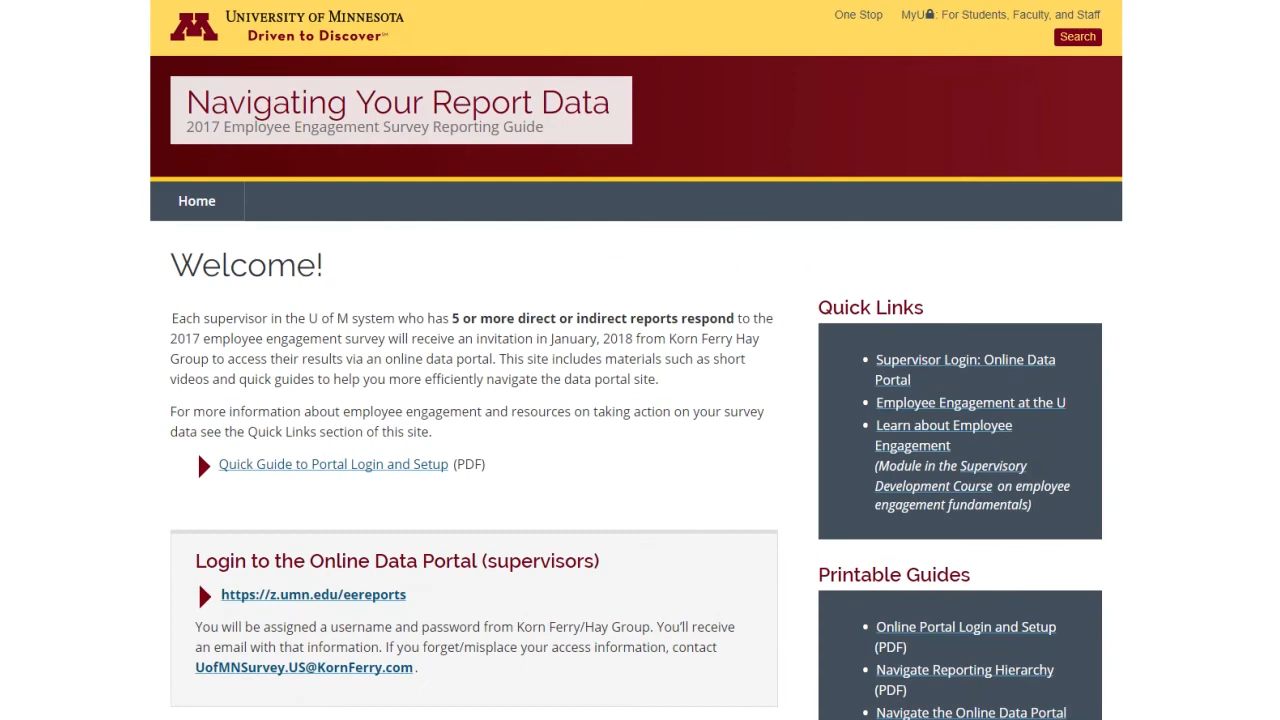 UNIVERSITY OF MINNESOTA
Driven to Discover℠
One Stop
MyU: For Students, Faculty, and Staff
Search
Navigating Your Report Data
2017 Employee Engagement Survey Reporting Guide
Home
Welcome!
Each supervisor in the U of M system who has 5 or more direct or indirect reports respond to the
2017 employee engagement survey will receive an invitation in January, 2018 from Korn Ferry Hay
Group to access their results via an online data portal. This site includes materials such as short
videos and quick guides to help you more efficiently navigate the data portal site.
For more information about employee engagement and resources on taking action on your survey
data see the Quick Links section of this site.
Quick Guide to Portal Login and Setup (PDF)
Login to the Online Data Portal (supervisors)
https://z.umn.edu/eereports
You will be assigned a username and password from Korn Ferry/Hay Group. You’ll receive
an email with that information. If you forget/misplace your access information, contact
UofMNSurvey.US@KornFerry.com .
Quick Links
• Supervisor Login: Online Data
Portal
• Employee Engagement at the U
• Learn about Employee
Engagement
(Module in the Supervisory
Development Course on employee
engagement fundamentals)
Printable Guides
• Online Portal Login and Setup
(PDF)
• Navigate Reporting Hierarchy
(PDF)
• Navigate the Online Data Portal